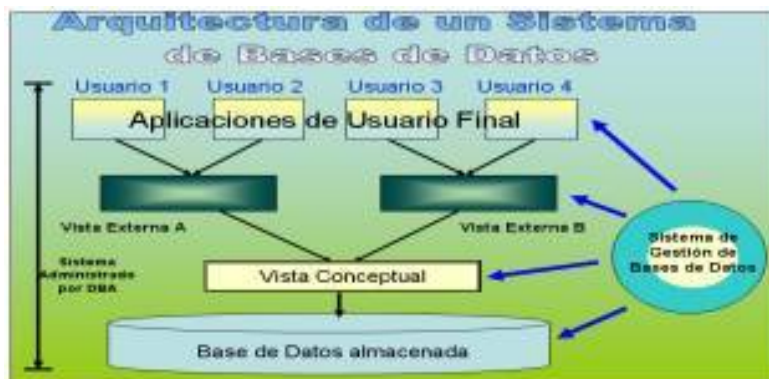 Arquitectura de un Sistema
de Bases de Datos
Usuario 1
Usuario 2
Usuario 3
Usuario 4
Aplicaciones de Usuario Final
Vista Externa A
Vista Externa B
Sistema
Administrado
por DBA
Sistema de
Gestión de
Bases de Datos
Vista Conceptual
Base de Datos almacenada